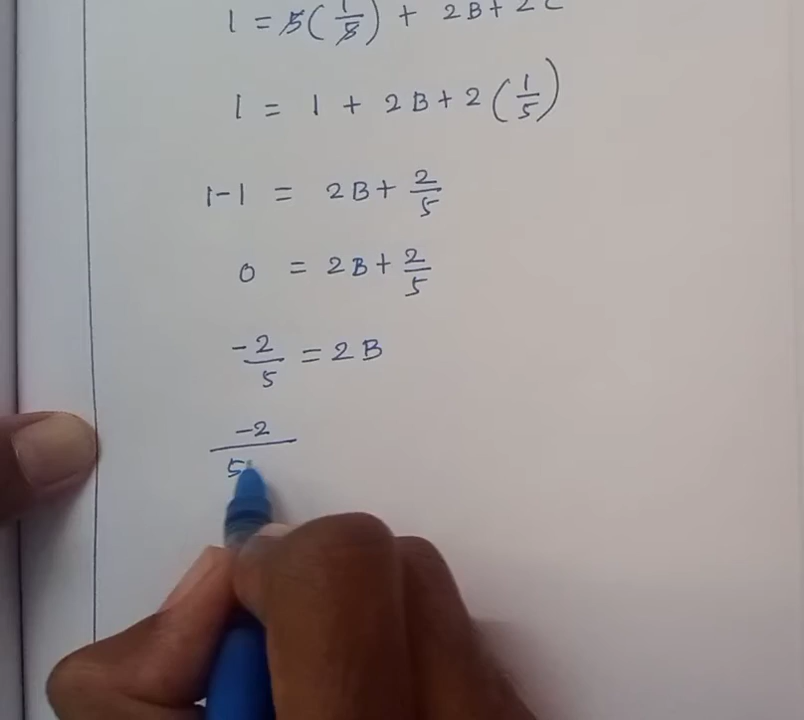 1 = 5(1/5) + 2B + 2C
1 = 1 + 2B + 2(1/5)
1-1 = 2B + 2/5
0 = 2B + 2/5
-2/5 = 2B
-2/5